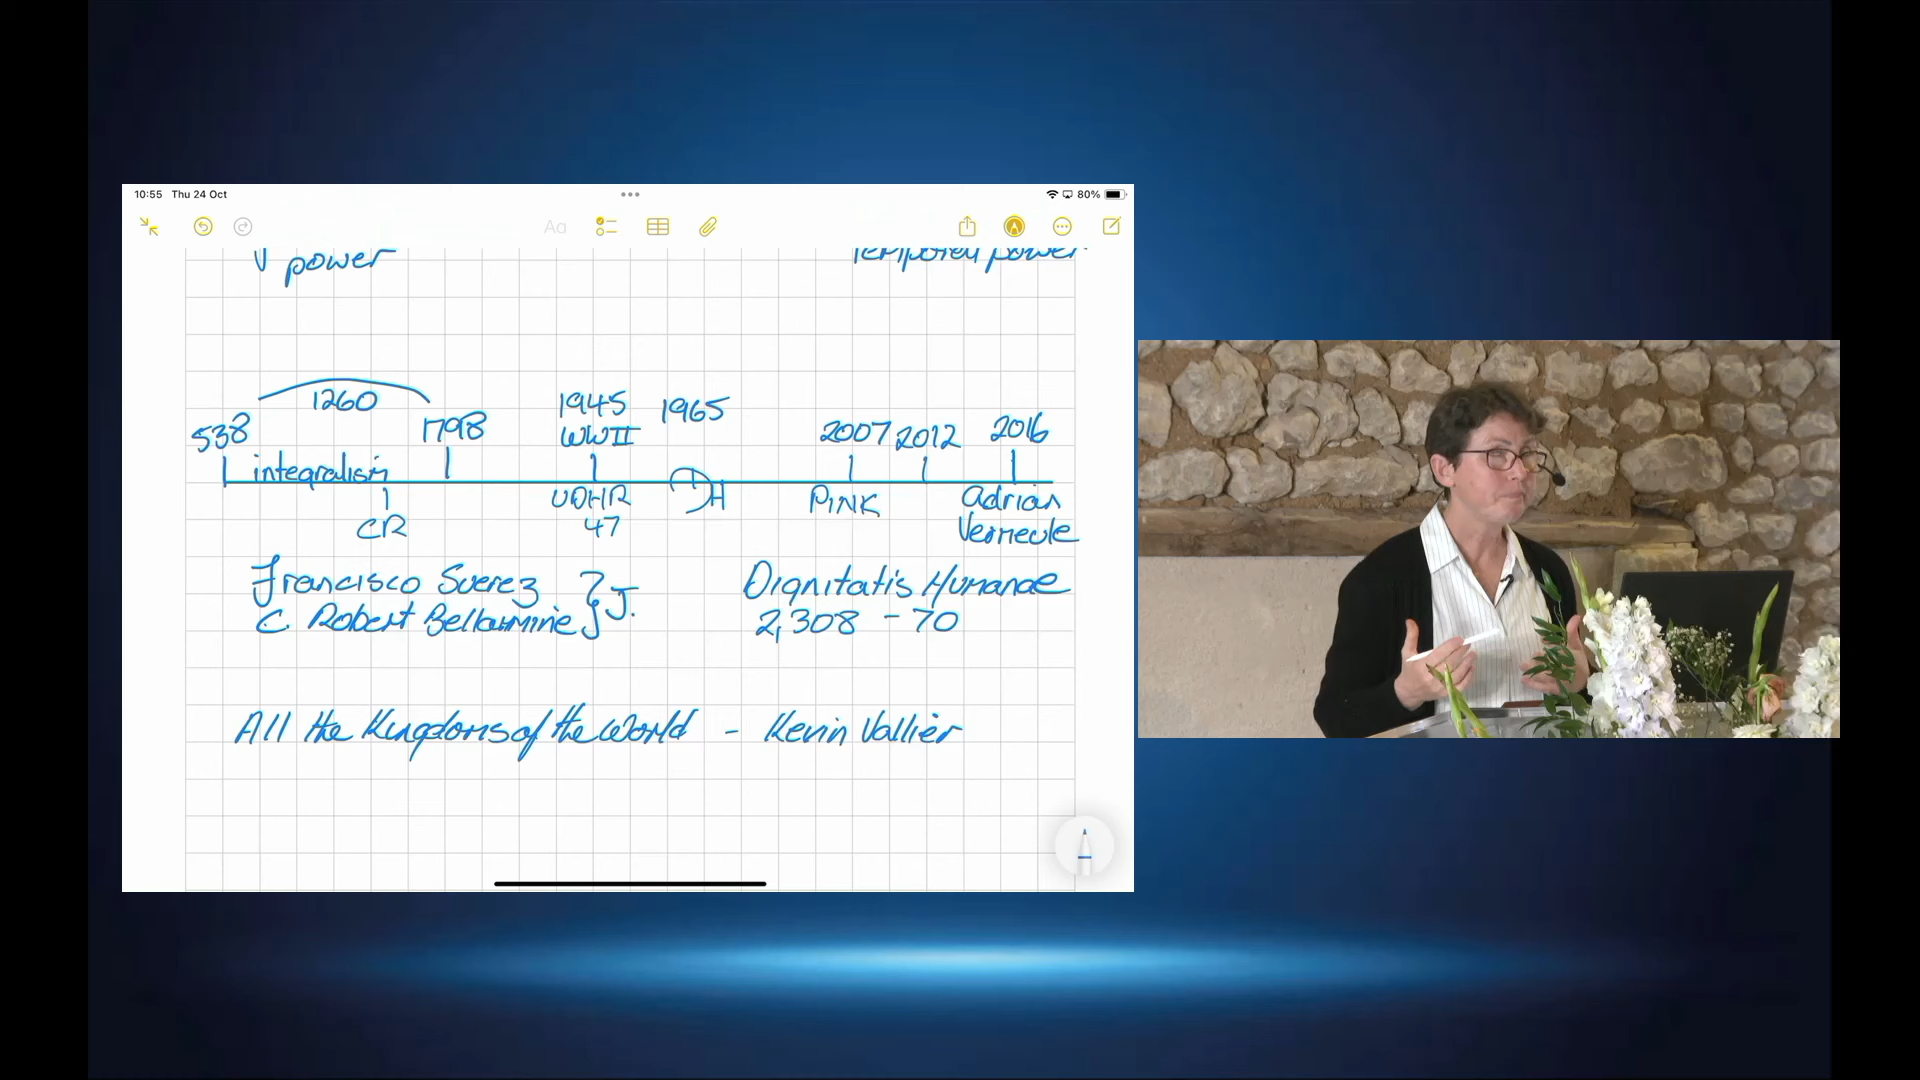 10:55 Thu 24 Oct
80%
power
Temporal power
1260
1945 1965
538 1798 WWII 2007 2012 2016
integralism
CR UDHR DH PINK Adrian
47 Vermeule
Francisco Suerez } J. Dignitatis Humanae
C. Robert Bellarmine 2,308 - 70
All the Kingdoms of the World - Kevin Vallier